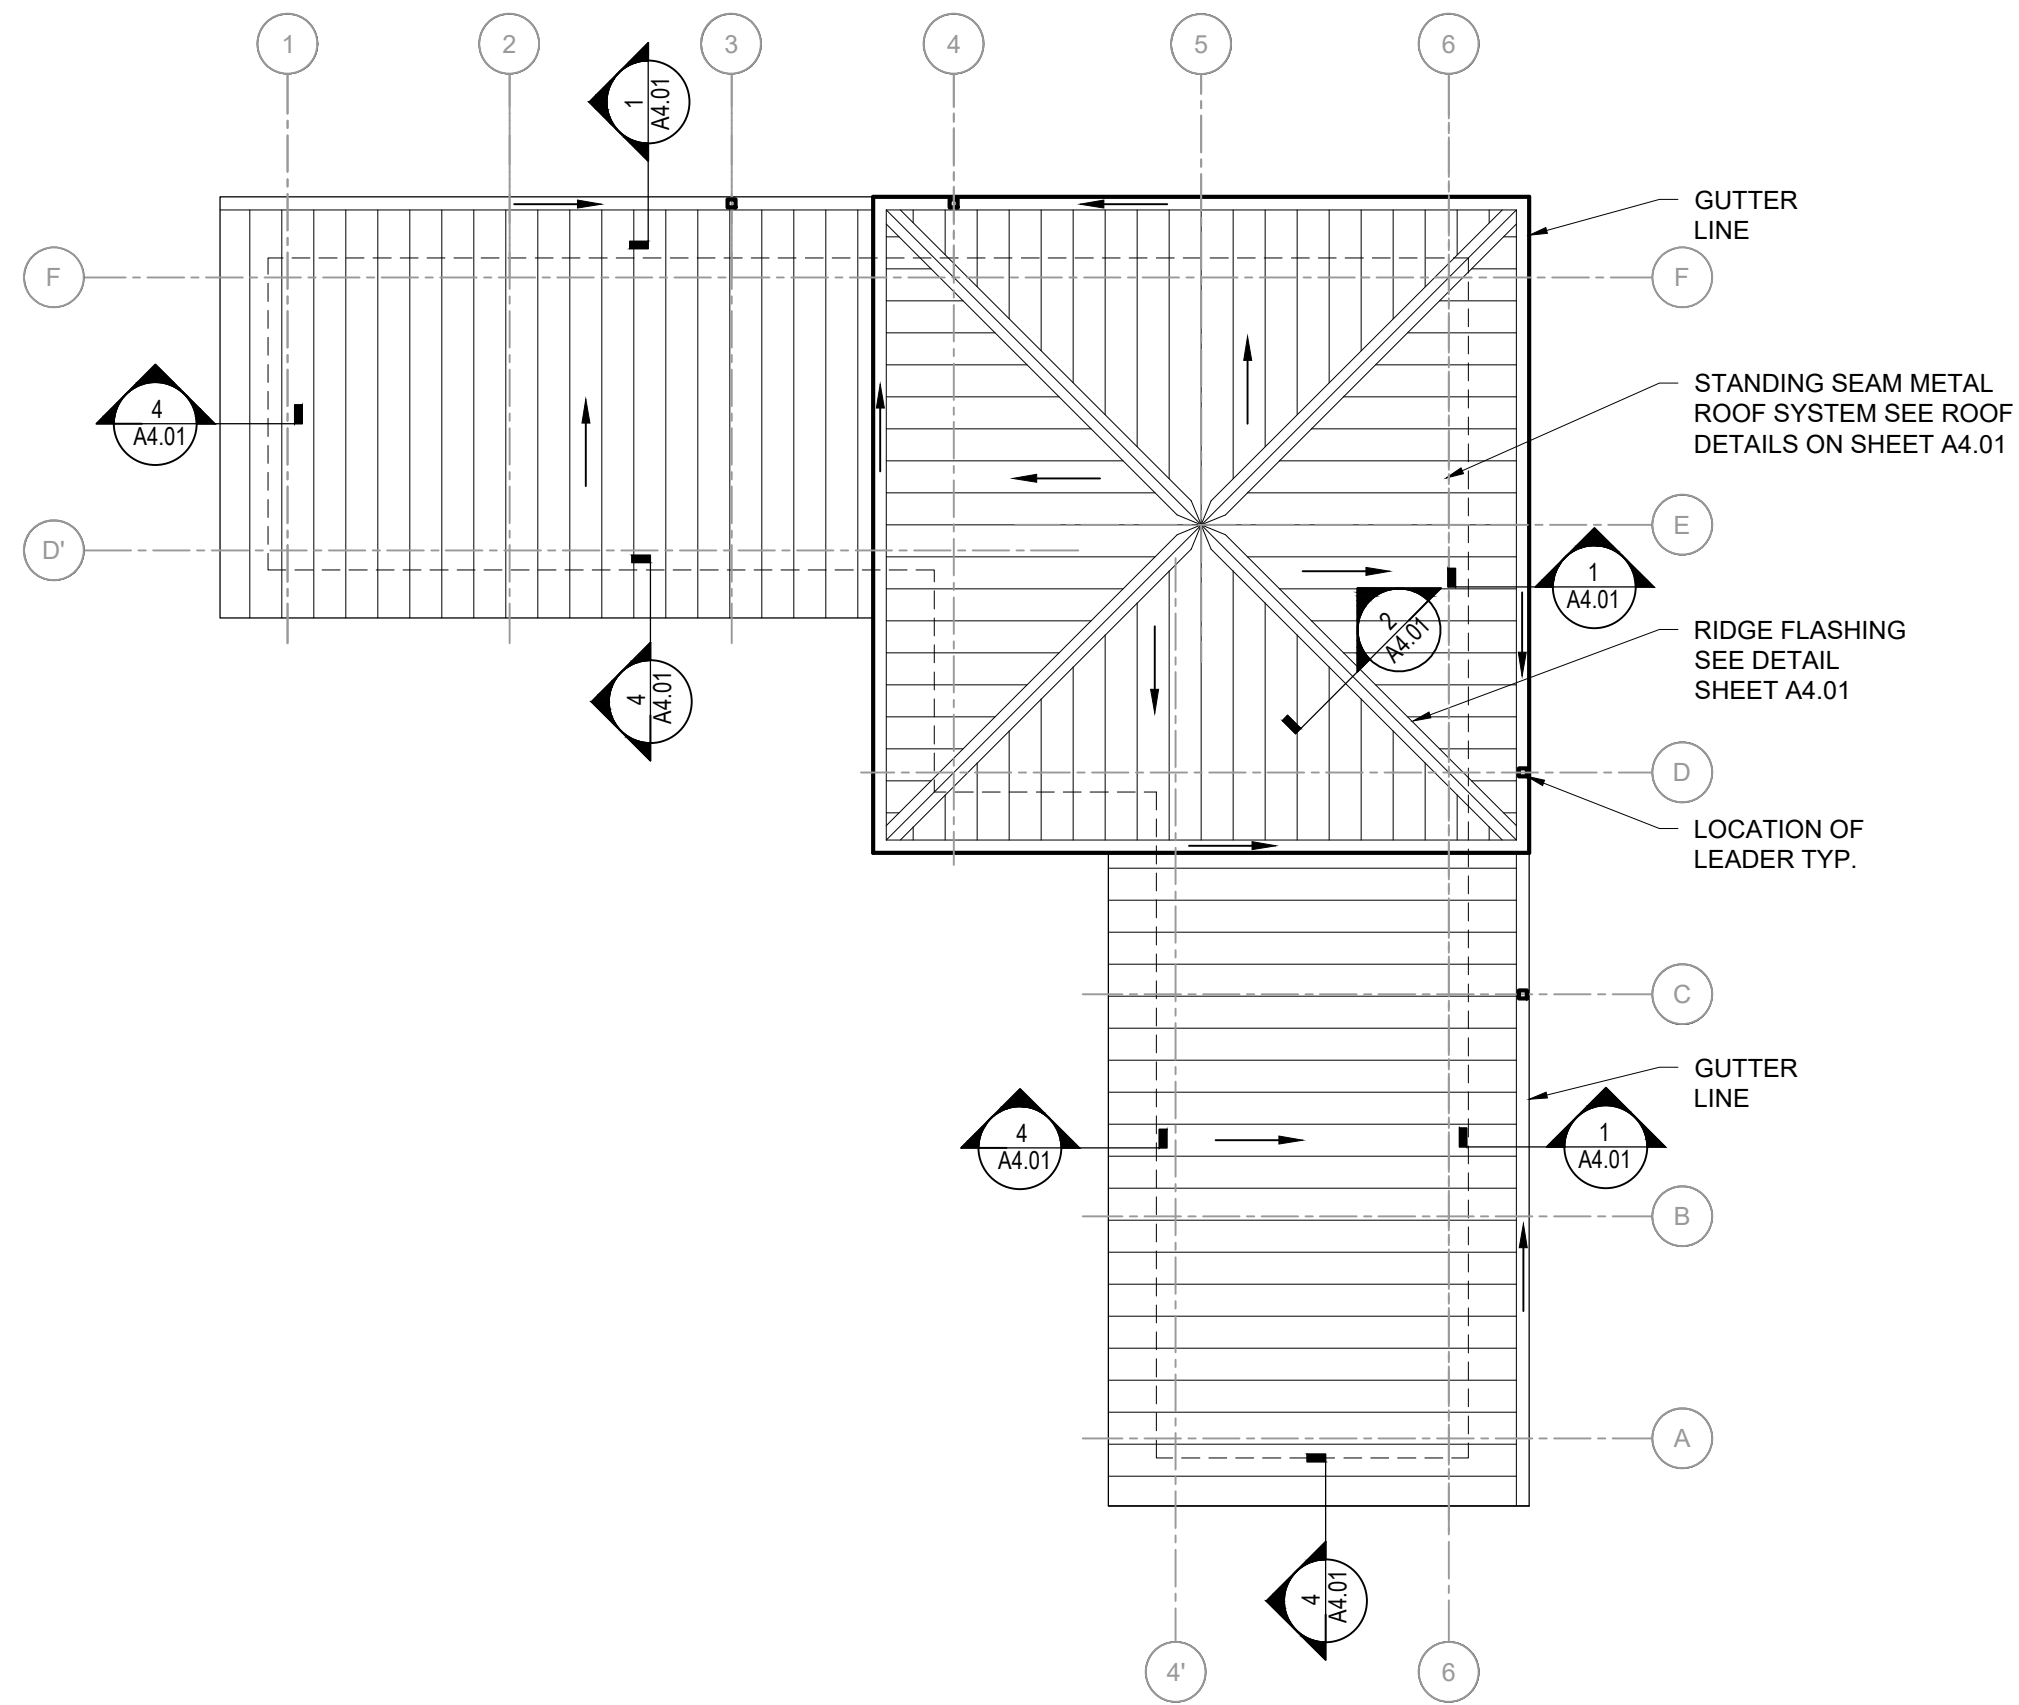 1
2
3
4
5
6
1
A4.01
GUTTER
LINE
F
F
STANDING SEAM METAL
ROOF SYSTEM SEE ROOF
DETAILS ON SHEET A4.01
4
A4.01
E
D'
1
A4.01
2
A4.01
RIDGE FLASHING
SEE DETAIL
SHEET A4.01
4
A4.01
D
LOCATION OF
LEADER TYP.
C
GUTTER
LINE
4
A4.01
1
A4.01
B
A
4
A4.01
4'
6